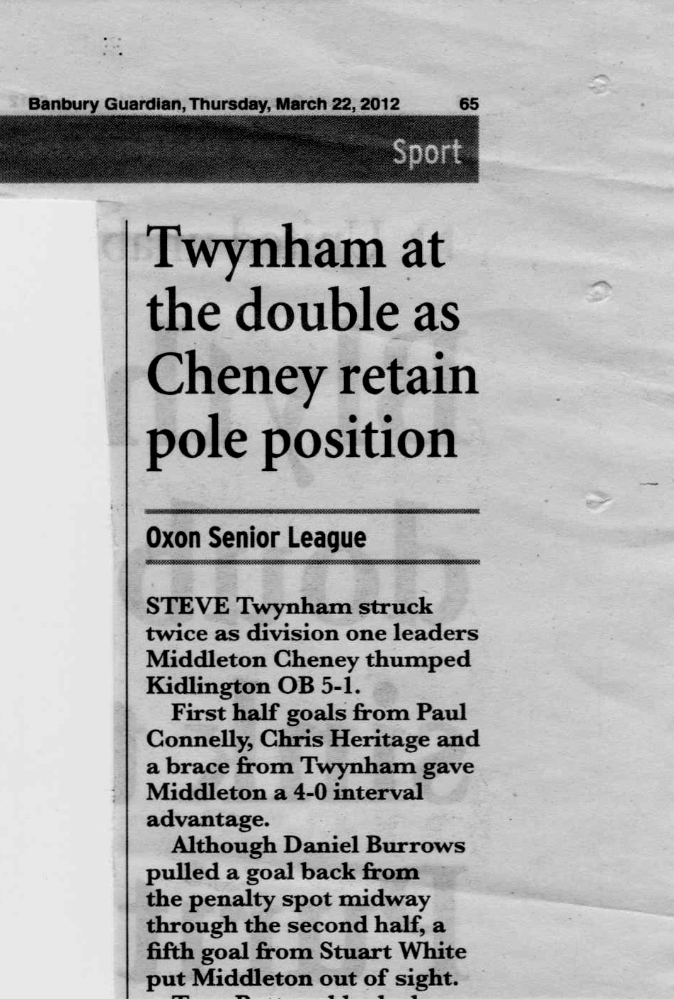 Banbury Guardian, Thursday, March 22, 2012 65
Sport
Twynham at
the double as
Cheney retain
pole position
Oxon Senior League
STEVE Twynham struck
twice as division one leaders
Middleton Cheney thumped
Kidlington OB 5-1.
First half goals from Paul
Connelly, Chris Heritage and
a brace from Twynham gave
Middleton a 4-0 interval
advantage.
Although Daniel Burrows
pulled a goal back from
the penalty spot midway
through the second half, a
fifth goal from Stuart White
put Middleton out of sight.